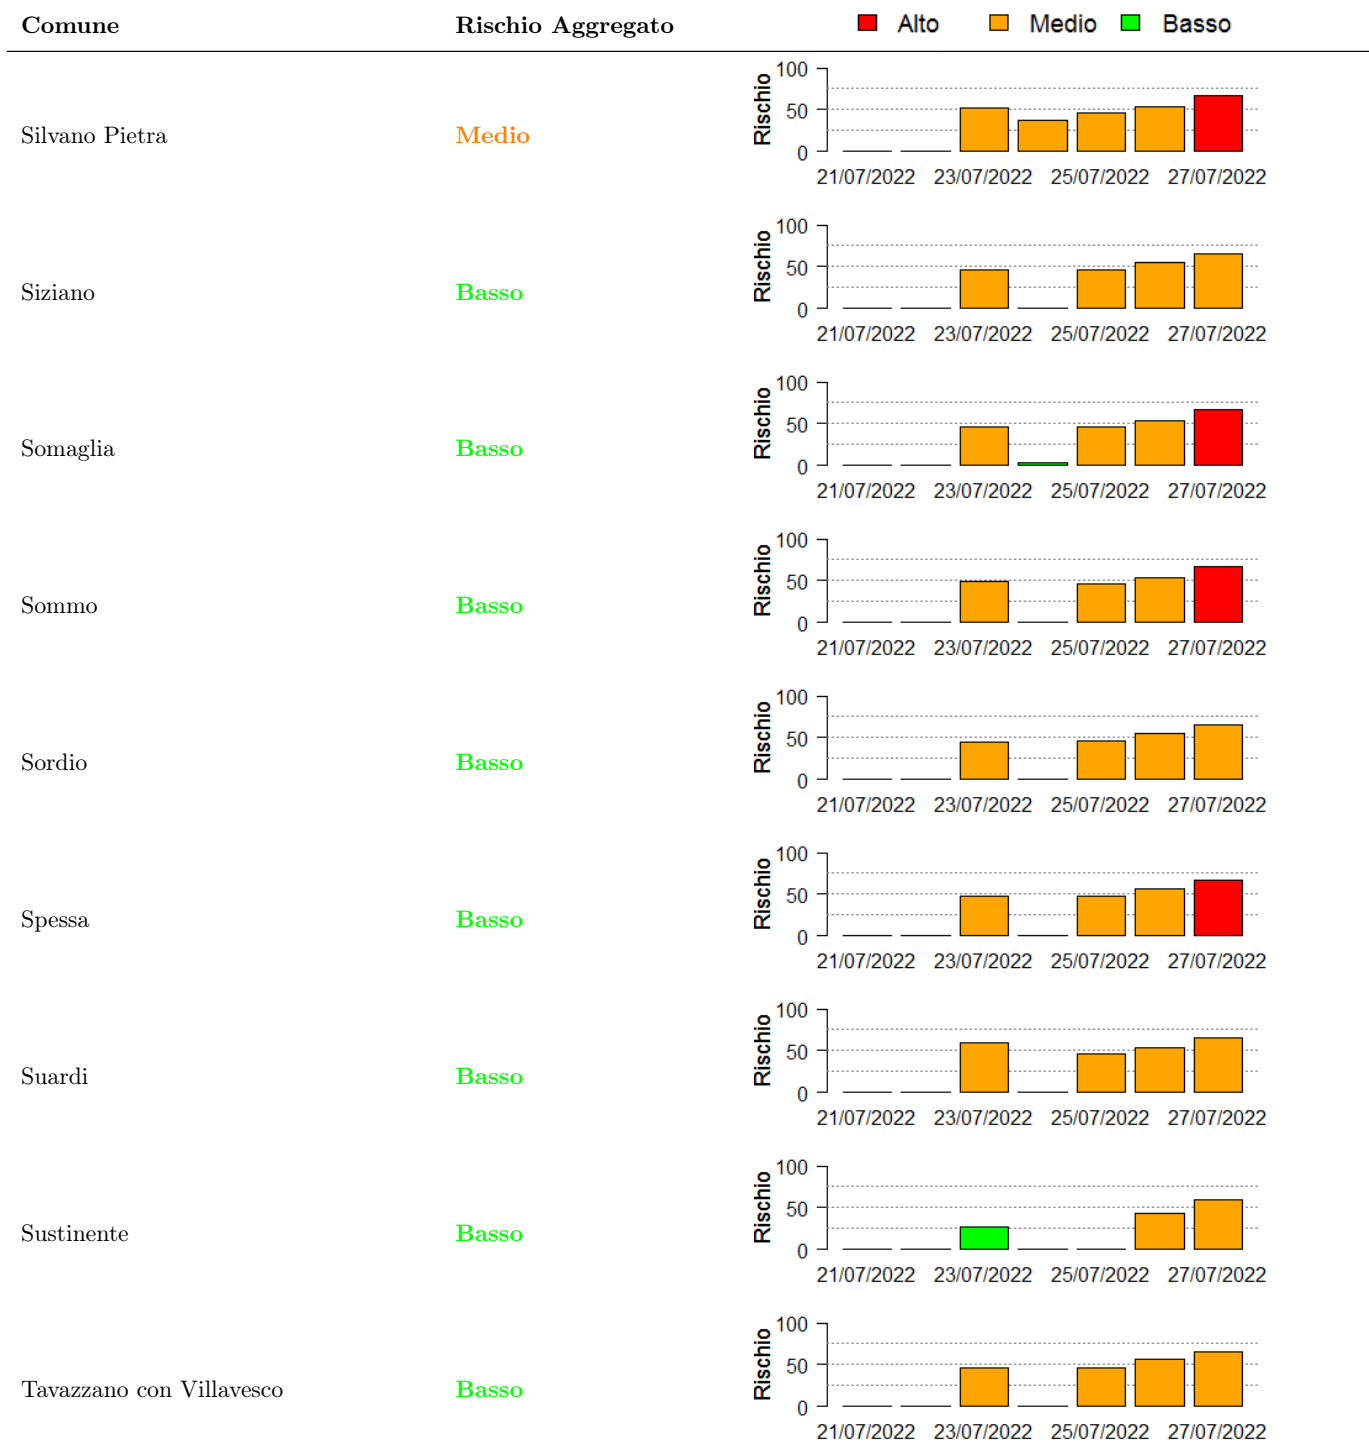 Comune Rischio Aggregato Alto Medio Basso
Silvano Pietra Medio Rischio 100 50 0
21/07/2022 23/07/2022 25/07/2022 27/07/2022
Siziano Basso Rischio 100 50 0
21/07/2022 23/07/2022 25/07/2022 27/07/2022
Somaglia Basso Rischio 100 50 0
21/07/2022 23/07/2022 25/07/2022 27/07/2022
Sommo Basso Rischio 100 50 0
21/07/2022 23/07/2022 25/07/2022 27/07/2022
Sordio Basso Rischio 100 50 0
21/07/2022 23/07/2022 25/07/2022 27/07/2022
Spessa Basso Rischio 100 50 0
21/07/2022 23/07/2022 25/07/2022 27/07/2022
Suardi Basso Rischio 100 50 0
21/07/2022 23/07/2022 25/07/2022 27/07/2022
Sustinente Basso Rischio 100 50 0
21/07/2022 23/07/2022 25/07/2022 27/07/2022
Tavazzano con Villavesco Basso Rischio 100 50 0
21/07/2022 23/07/2022 25/07/2022 27/07/2022